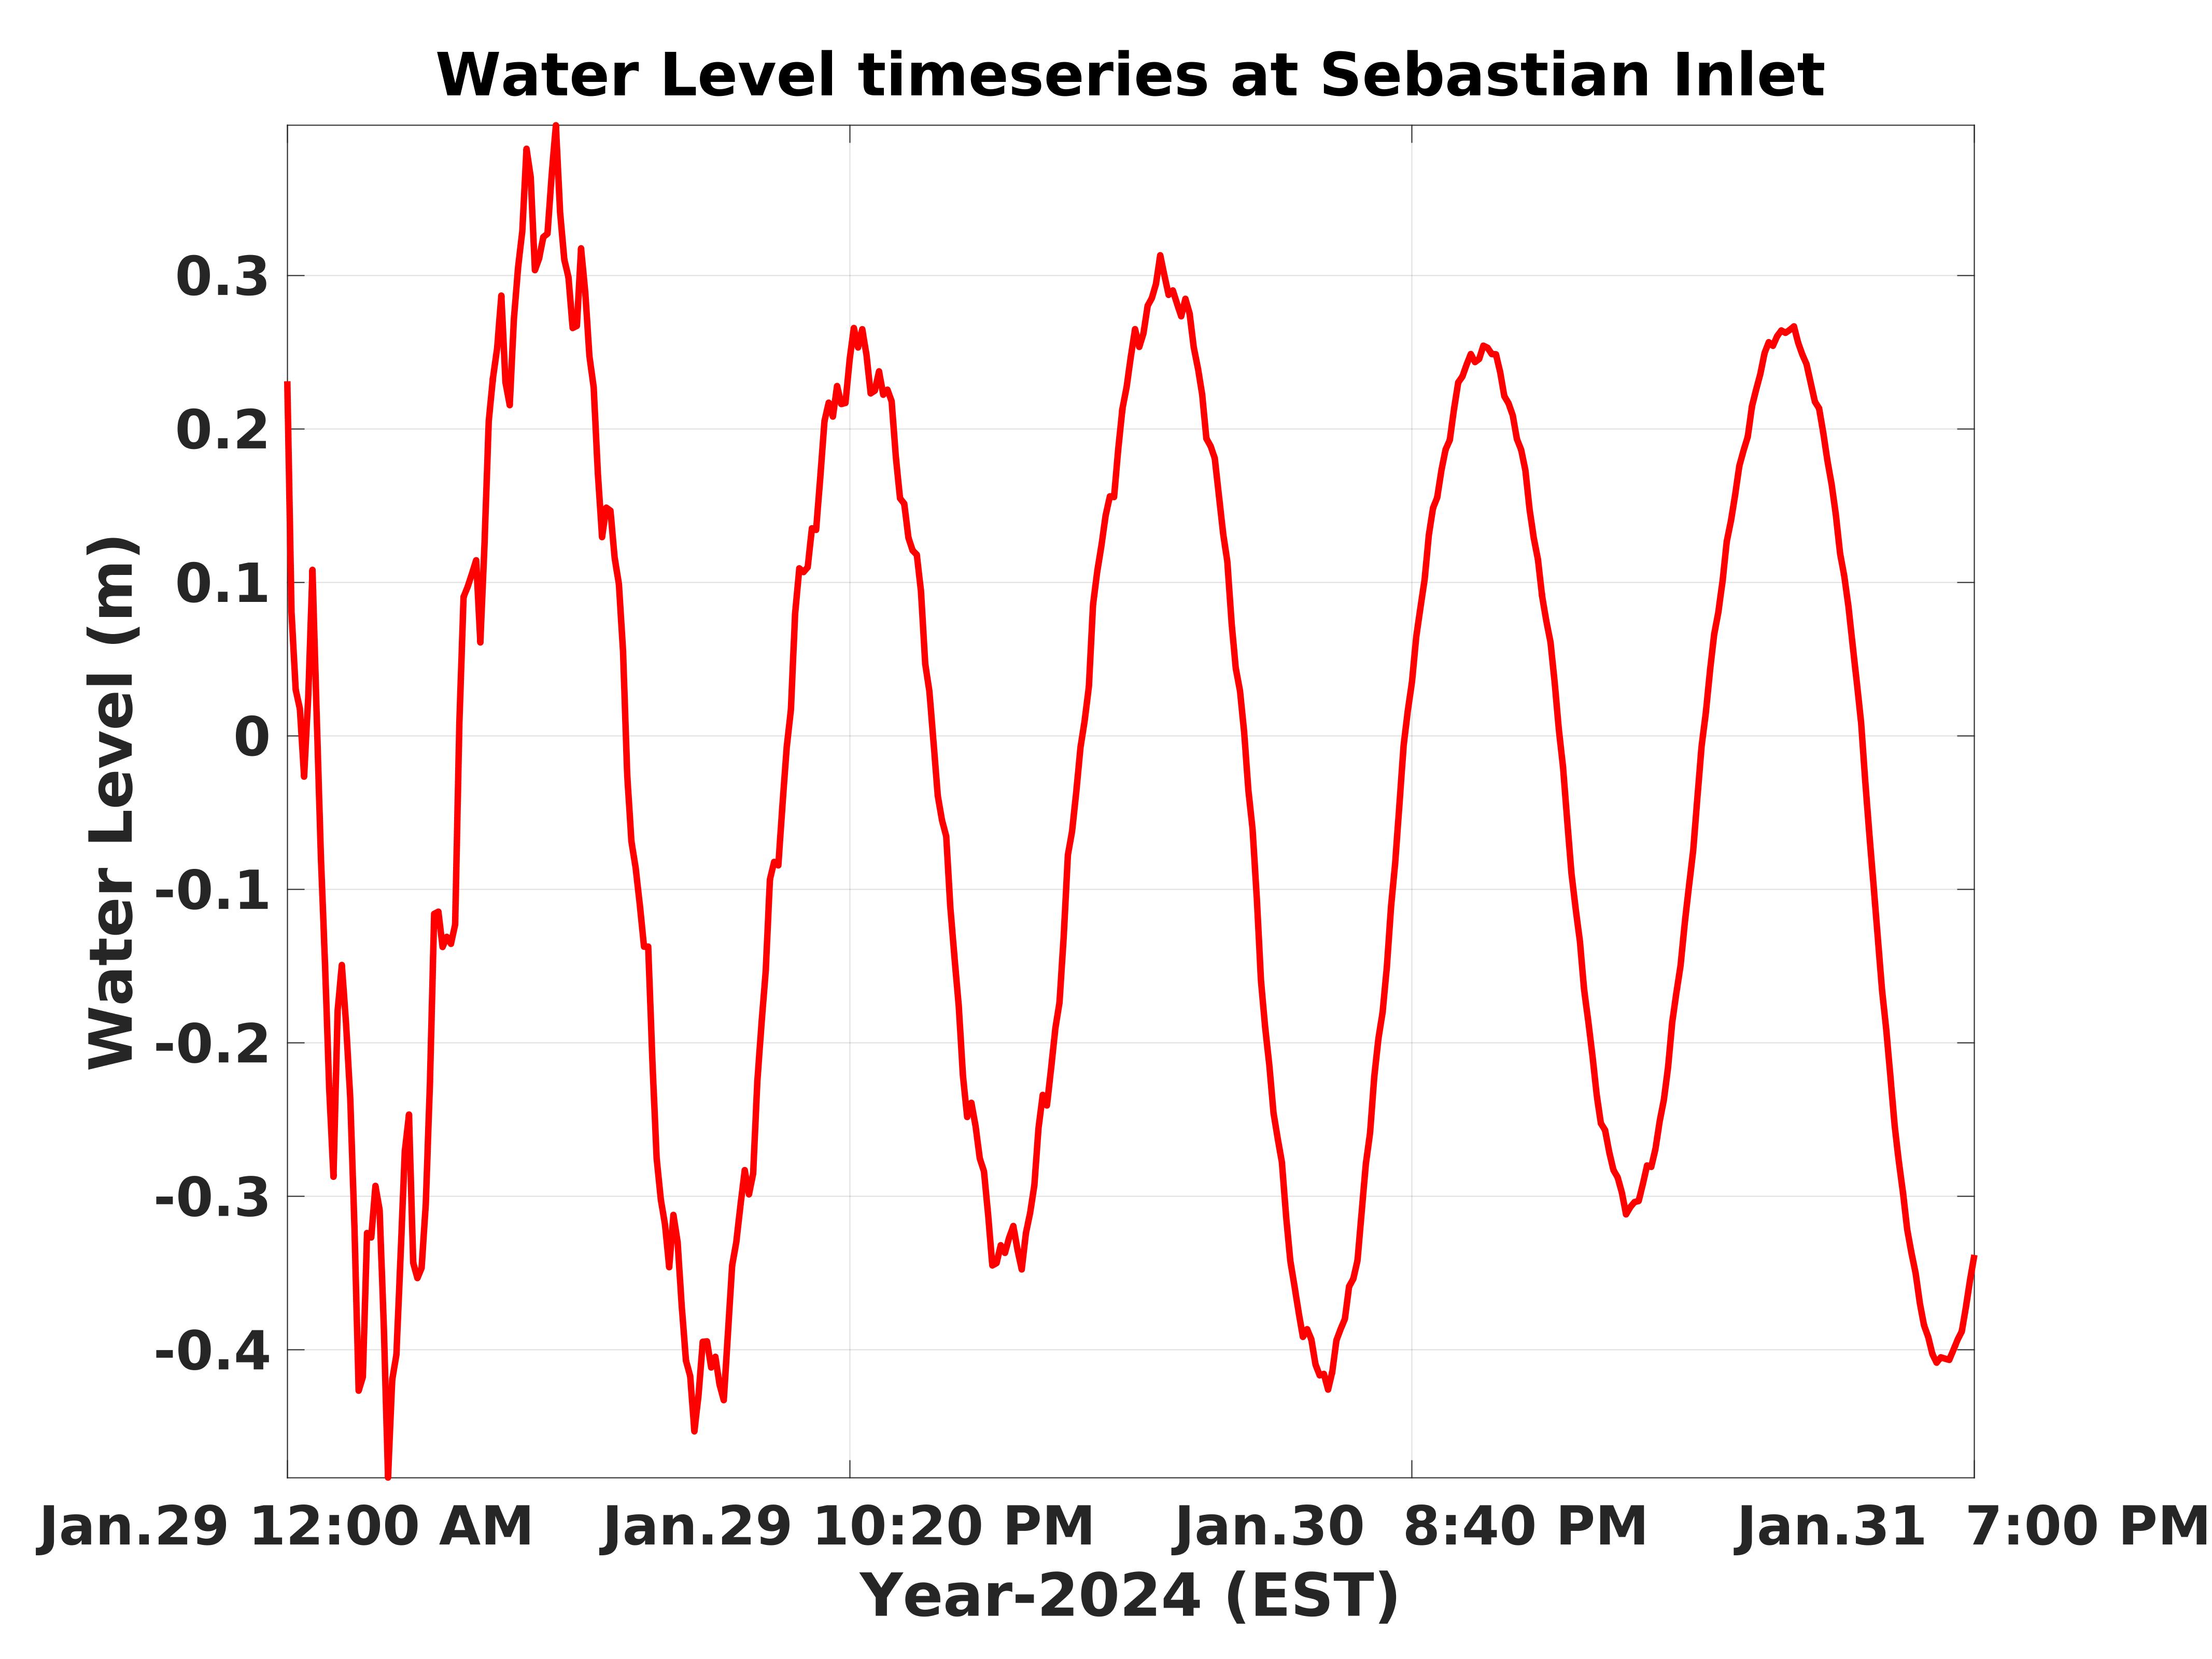 Water Level timeseries at Sebastian Inlet
Water Level (m)
0.3
0.2
0.1
0
-0.1
-0.2
-0.3
-0.4
Jan.29 12:00 AM Jan.29 10:20 PM Jan.30 8:40 PM Jan.31 7:00 PM
Year-2024 (EST)